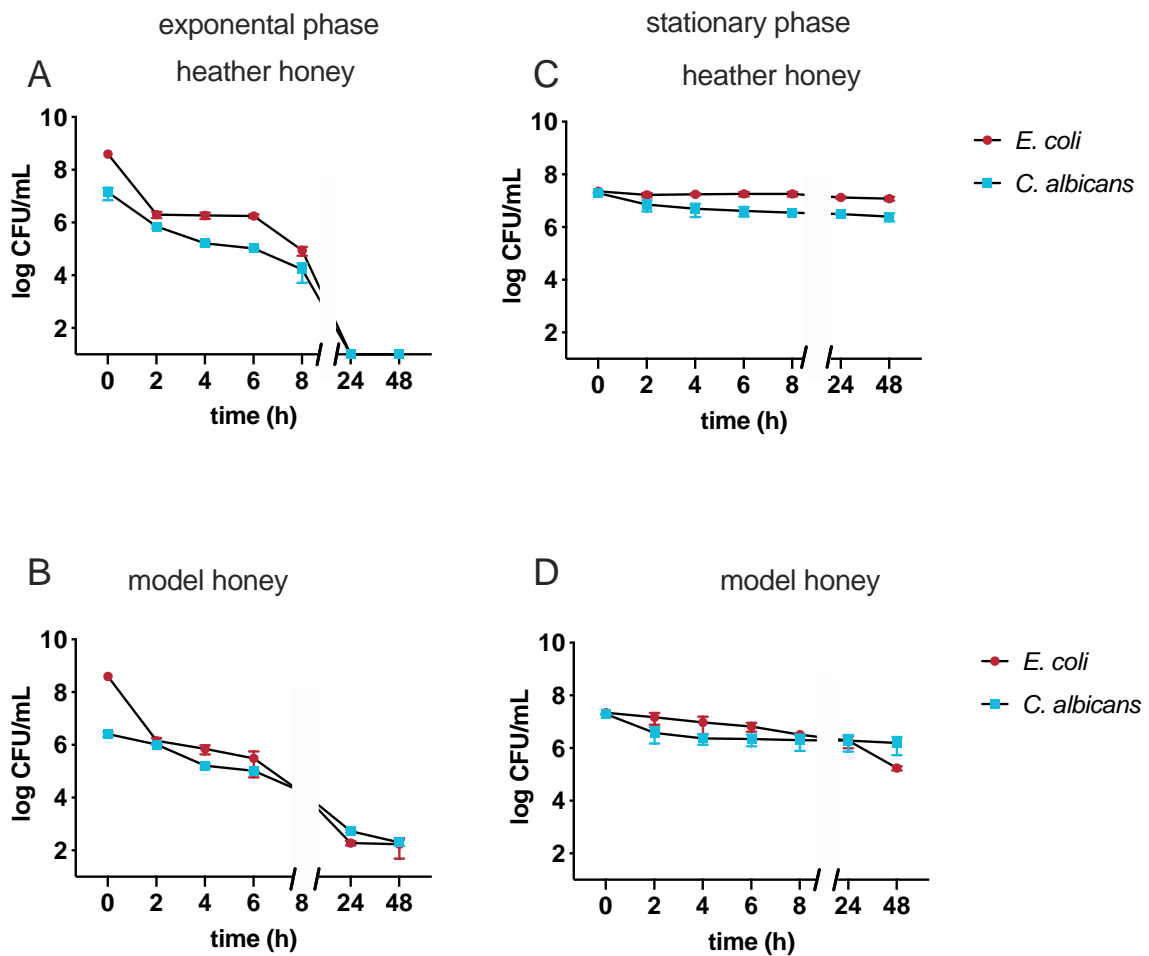 exponental phase
stationary phase
A
heather honey
C
heather honey
10
8
6
4
2
log CFU/mL
0 2 4 6 8 24 48
time (h)
10
8
6
4
2
log CFU/mL
0 2 4 6 8 24 48
time (h)
E. coli
C. albicans
B
model honey
D
model honey
10
8
6
4
2
log CFU/mL
0 2 4 6 8 24 48
time (h)
10
8
6
4
2
log CFU/mL
0 2 4 6 8 24 48
time (h)
E. coli
C. albicans